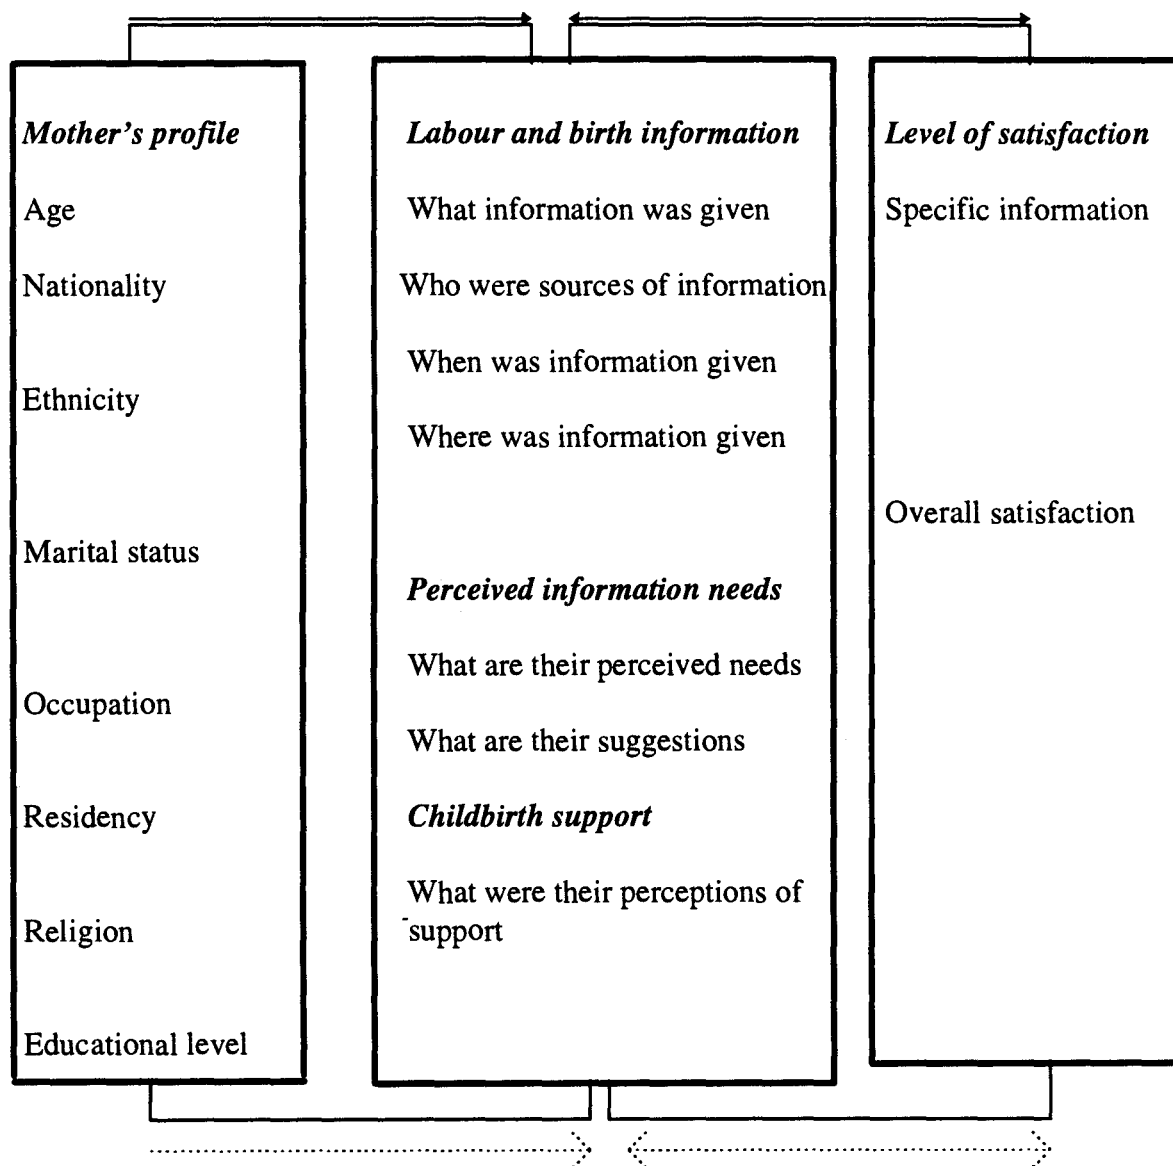 Mother's profile
Age
Nationality
Ethnicity
Marital status
Occupation
Residency
Religion
Educational level
Labour and birth information
What information was given
Who were sources of information
When was information given
Where was information given
Perceived information needs
What are their perceived needs
What are their suggestions
Childbirth support
What were their perceptions of
support
Level of satisfaction
Specific information
Overall satisfaction